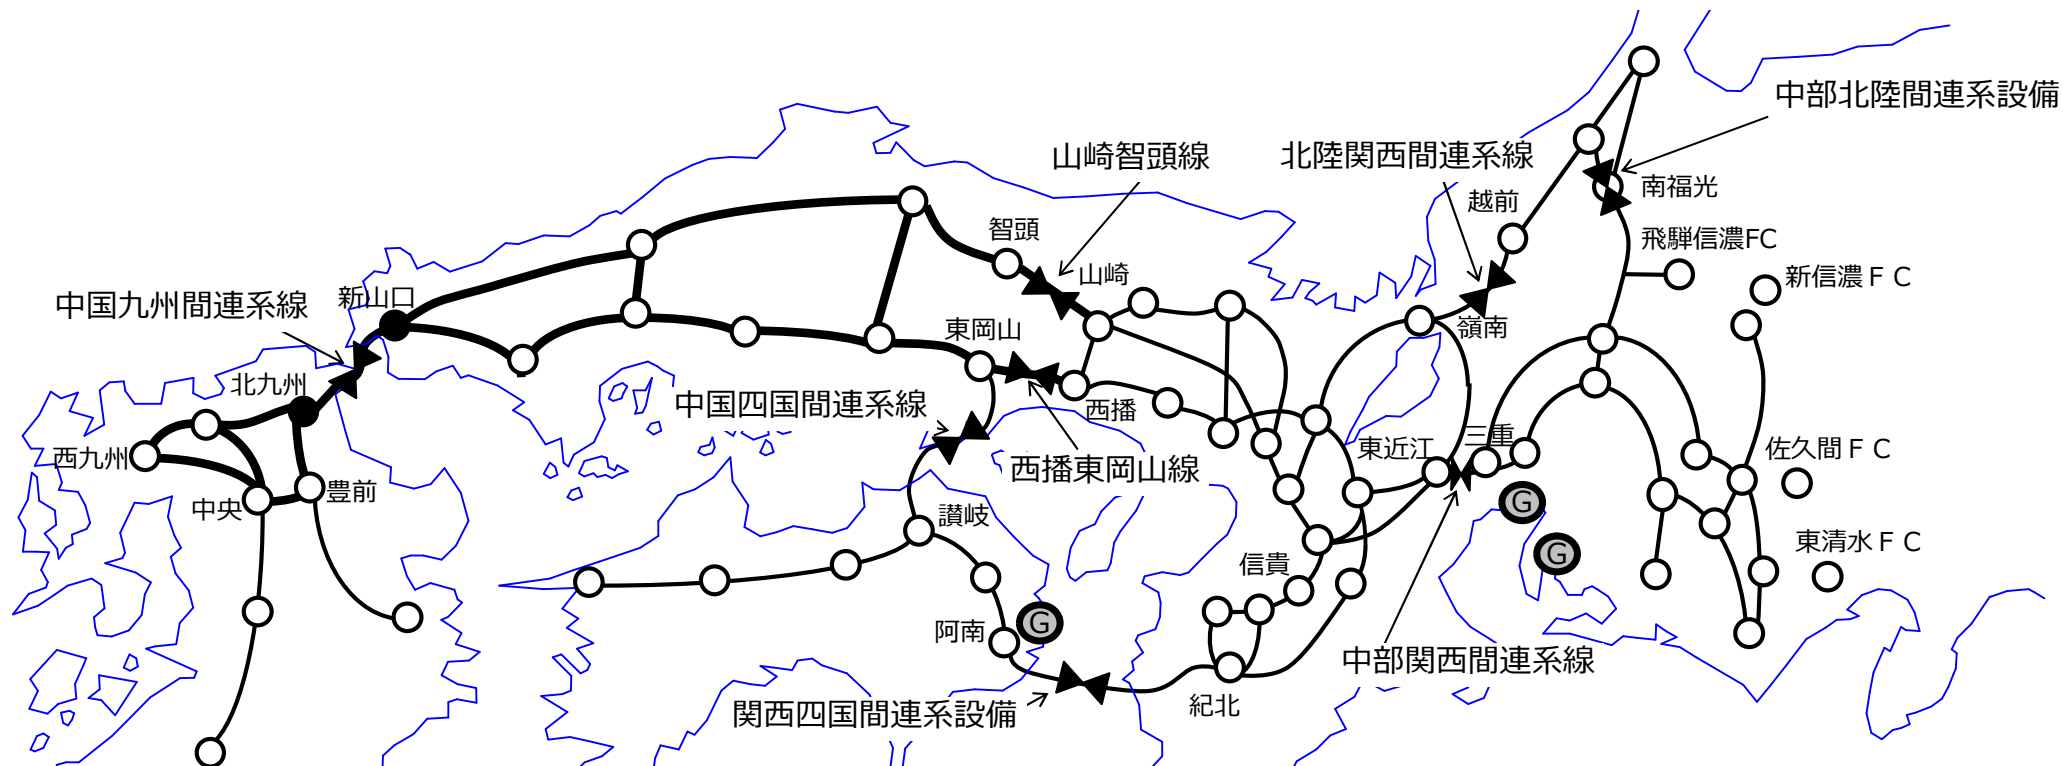 中部北陸間連系設備
山崎智頭線
北陸関西間連系線
南福光
越前
智頭
飛騨信濃FC
山崎
新信濃ＦＣ
中国九州間連系線
新山口
東岡山
嶺南
北九州
中国四国間連系線
西播
東近江
三重
佐久間ＦＣ
西九州
西播東岡山線
豊前
中央
G
讃岐
東清水ＦＣ
G
信貴
G
阿南
中部関西間連系線
紀北
関西四国間連系設備